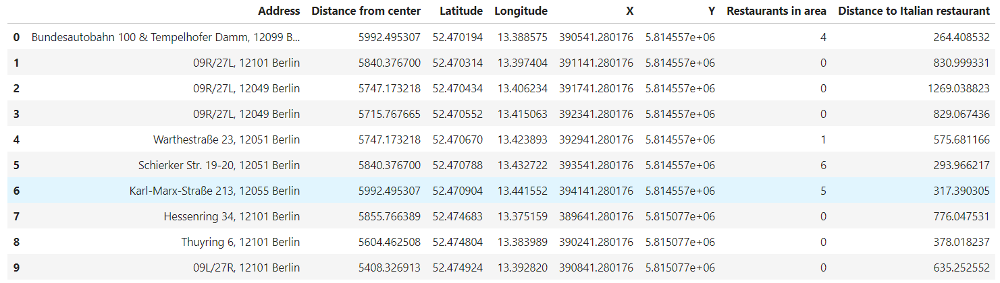 Address Distance from center Latitude Longitude X Y Restaurants in area Distance to Italian restaurant
0 Bundesautobahn 100 & Tempelhofer Damm, 12099 B... 5992.495307 52.470194 13.388575 390541.280176 5.814557e+06 4 264.408532
1 09R/27L, 12101 Berlin 5840.376700 52.470314 13.397404 391141.280176 5.814557e+06 0 830.999331
2 09R/27L, 12049 Berlin 5747.173218 52.470434 13.406234 391741.280176 5.814557e+06 0 1269.038823
3 09R/27L, 12049 Berlin 5715.767665 52.470552 13.415063 392341.280176 5.814557e+06 0 829.067436
4 Warthestraße 23, 12051 Berlin 5747.173218 52.470670 13.423893 392941.280176 5.814557e+06 1 575.681166
5 Schierker Str. 19-20, 12051 Berlin 5840.376700 52.470788 13.432722 393541.280176 5.814557e+06 6 293.966217
6 Karl-Marx-Straße 213, 12055 Berlin 5992.495307 52.470904 13.441552 394141.280176 5.814557e+06 5 317.390305
7 Hessenring 34, 12101 Berlin 5855.766389 52.474683 13.375159 389641.280176 5.815077e+06 0 776.047531
8 Thuyring 6, 12101 Berlin 5604.462508 52.474804 13.383989 390241.280176 5.815077e+06 0 378.018237
9 09L/27R, 12101 Berlin 5408.326913 52.474924 13.392820 390841.280176 5.815077e+06 0 635.252552